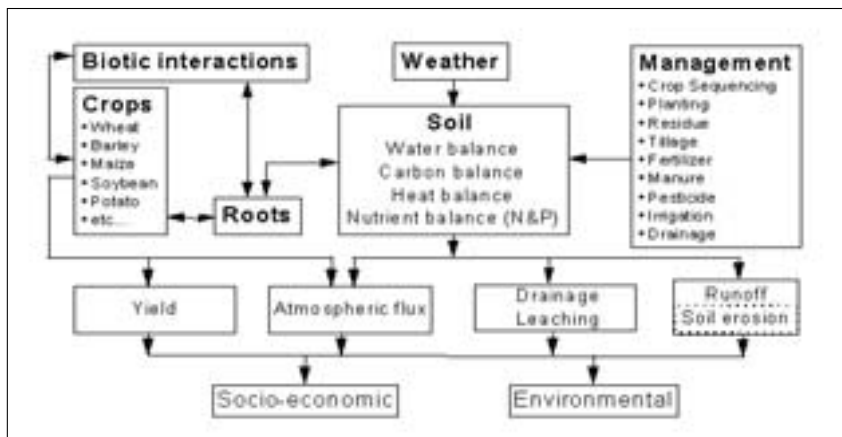 Biotic interactions
Crops
• Wheat
• Barley
• Maize
• Soybean
• Potato
• etc...
Roots
Weather
Soil
Water balance
Carbon balance
Heat balance
Nutrient balance (N&P)
Management
• Crop Sequencing
• Planting
• Residue
• Tillage
• Fertilizer
• Manure
• Pesticide
• Irrigation
• Drainage
Yield
Atmospheric flux
Drainage
Leaching
Runoff
Soil erosion
Socio-economic
Environmental